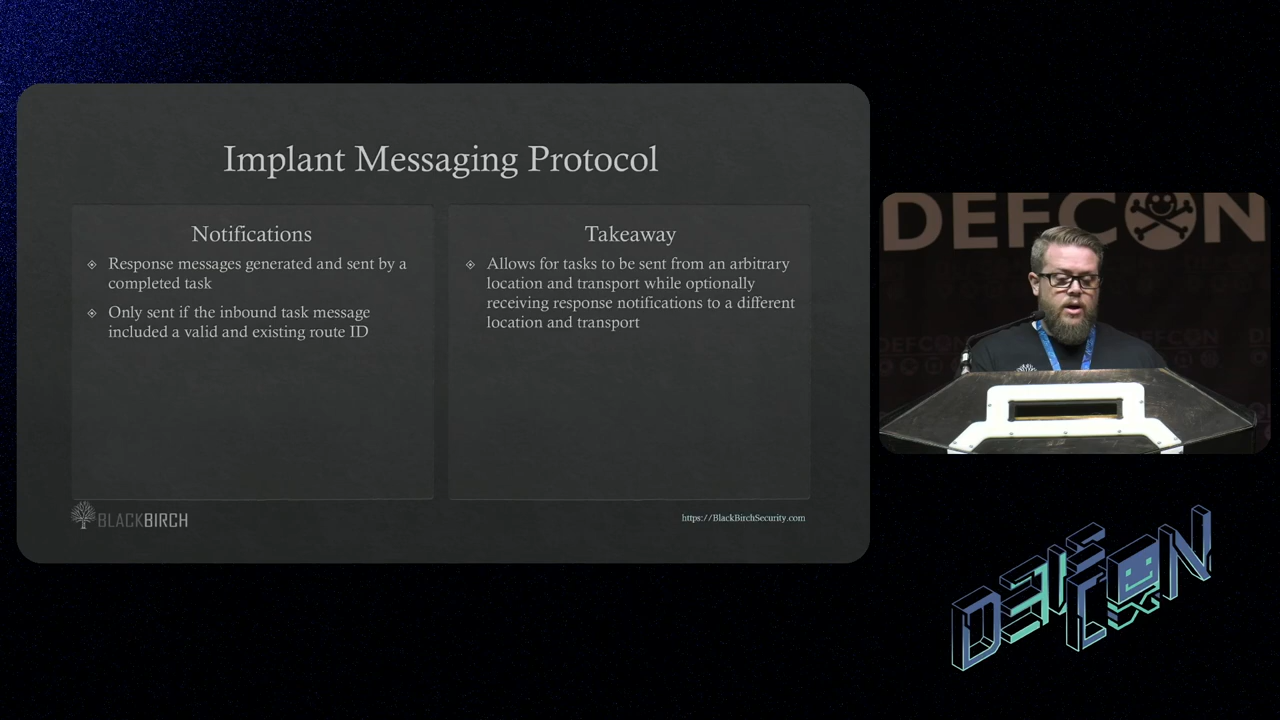 Implant Messaging Protocol
Notifications
Response messages generated and sent by a
completed task
Only sent if the inbound task message
included a valid and existing route ID
Takeaway
Allows for tasks to be sent from an arbitrary
location and transport while optionally
receiving response notifications to a different
location and transport
BLACKBIRCH
https://BlackBirchSecurity.com
DEFCON
DEFCON
DEFCON